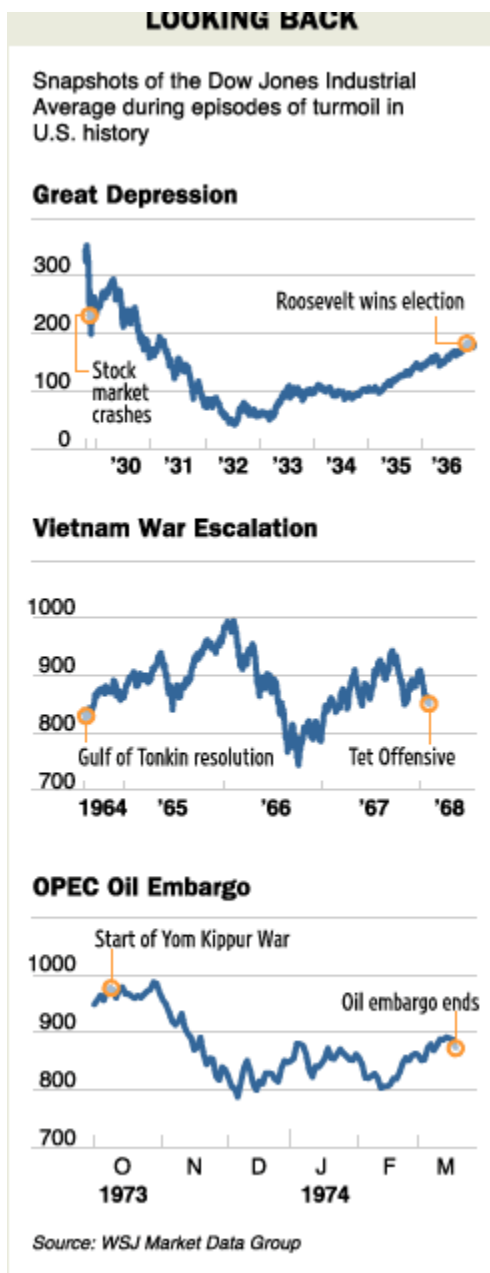 LOOKING BACK
Snapshots of the Dow Jones Industrial
Average during episodes of turmoil in
U.S. history
Great Depression
300
Roosevelt wins election
200
Stock
market
crashes
100
0
'30 '31 '32 '33 '34 '35 '36
Vietnam War Escalation
1000
900
800
Gulf of Tonkin resolution Tet Offensive
700
1964 '65 '66 '67 '68
OPEC Oil Embargo
Start of Yom Kippur War
1000
Oil embargo ends
900
800
700
O N D J F M
1973 1974
Source: WSJ Market Data Group